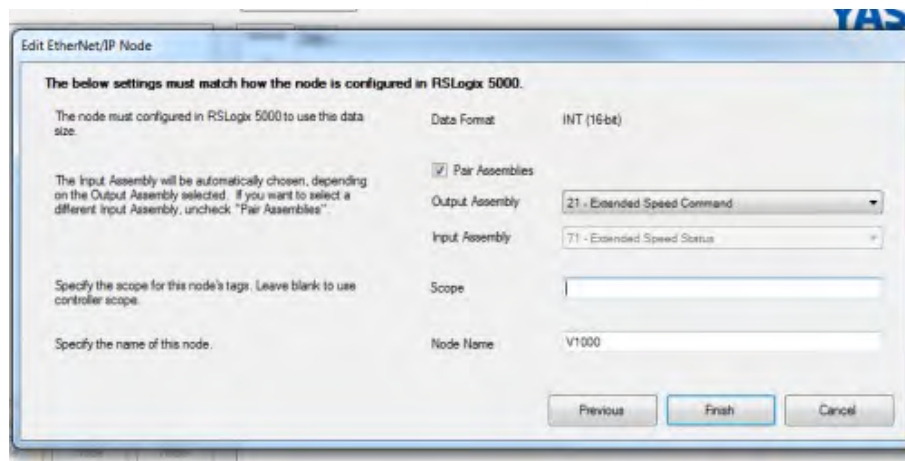 YAS
Edit EtherNet/IP Node
The below settings must match how the node is configured in RSLogix 5000.
The node must configured in RSLogix 5000 to use this data
size.
Data Format
INT (16-bit)
Pair Assemblies
The Input Assembly will be automatically chosen, depending
on the Output Assembly selected. If you want to select a
different Input Assembly, uncheck "Pair Assemblies".
Output Assembly
21 - Extended Speed Command
Input Assembly
71 - Extended Speed Status
Specify the scope for this node's tags. Leave blank to use
controller scope.
Scope
Specify the name of this node.
Node Name
V1000
Previous
Finish
Cancel